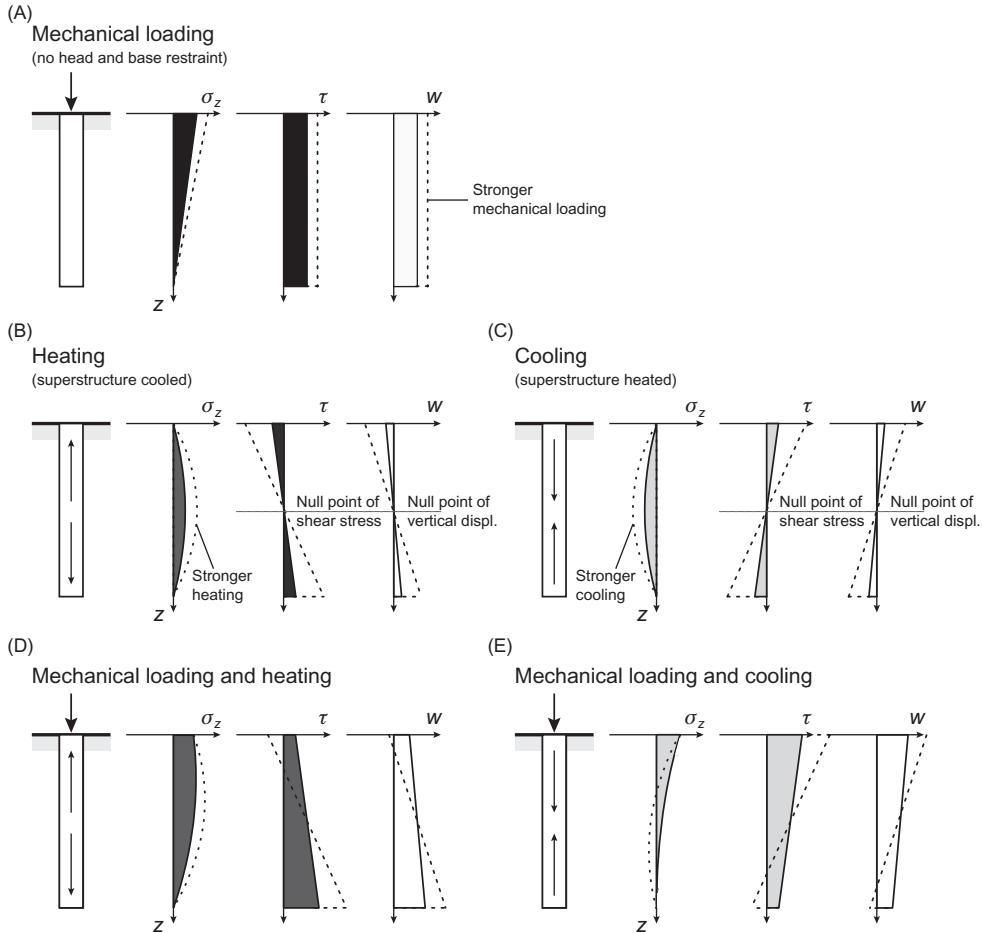 (A)
Mechanical loading
(no head and base restraint)
σz
τ
w
Stronger
mechanical loading
z
(B)
Heating
(superstructure cooled)
σz
τ
w
Null point of
shear stress
Null point of
vertical displ.
Stronger
heating
z
(C)
Cooling
(superstructure heated)
σz
τ
w
Null point of
shear stress
Null point of
vertical displ.
Stronger
cooling
z
(D)
Mechanical loading and heating
σz
τ
w
z
(E)
Mechanical loading and cooling
σz
τ
w
z